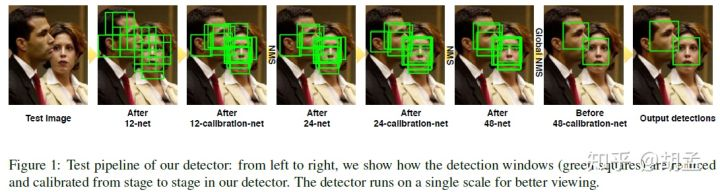 NMS
NMS
Global NMS
Test image
After
12-net
After
12-calibration-net
After
24-net
After
24-calibration-net
After
48-net
Before
48-calibration-net
Output detections
Figure 1: Test pipeline of our detector: from left to right, we show how the detection windows (green squares) are reduced
and calibrated from stage to stage in our detector. The detector runs on a single scale for better viewing.
知乎 @胡孟